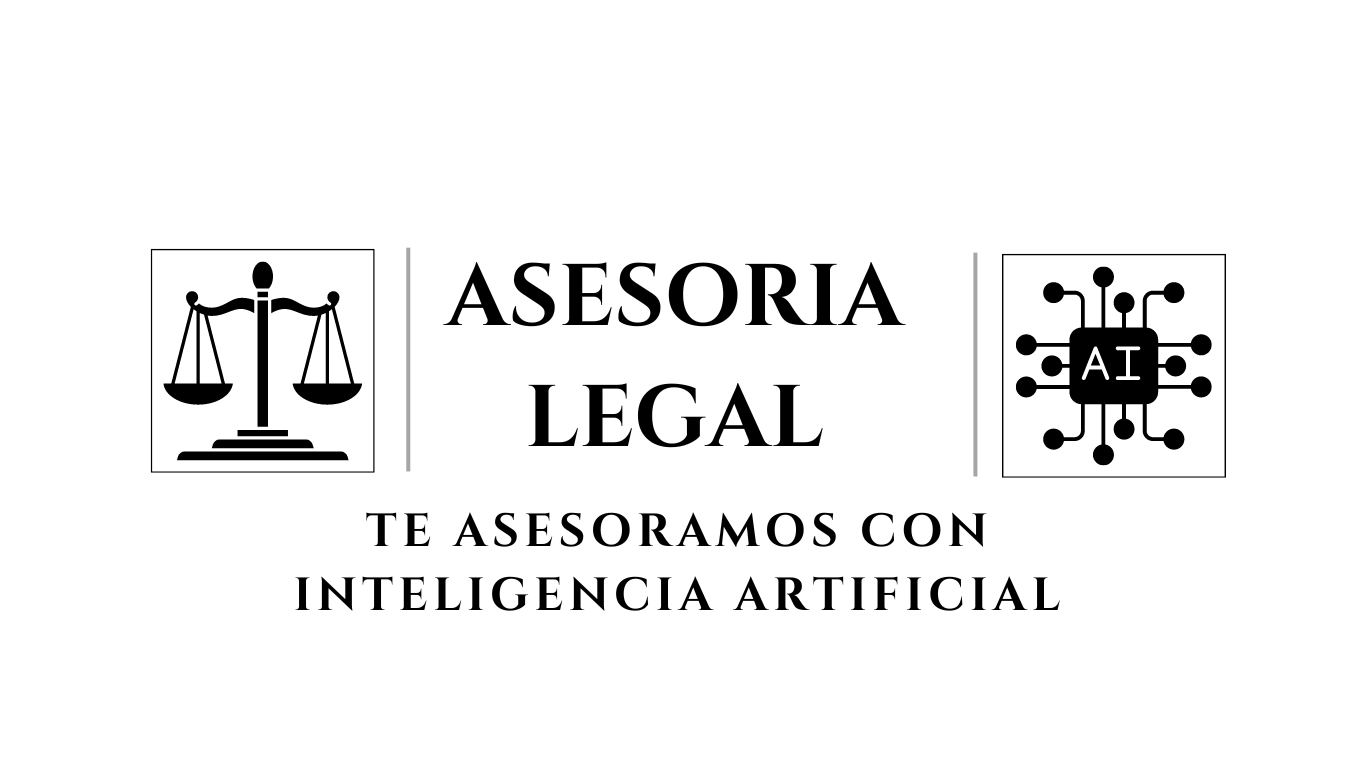 ASESORIA
LEGAL
AI
TE ASESORAMOS CON
INTELIGENCIA ARTIFICIAL